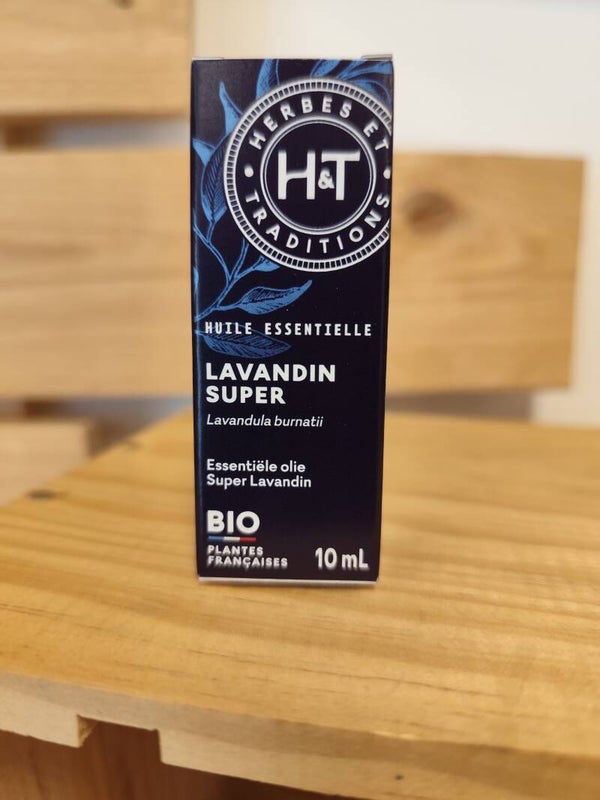 HERBES ET
H&T
TRADITIONS
HUILE ESSENTIELLE
LAVANDIN
SUPER
Lavandula burnatii
Essentiële olie
Super Lavandin
BIO
PLANTES
FRANÇAISES
10 mL